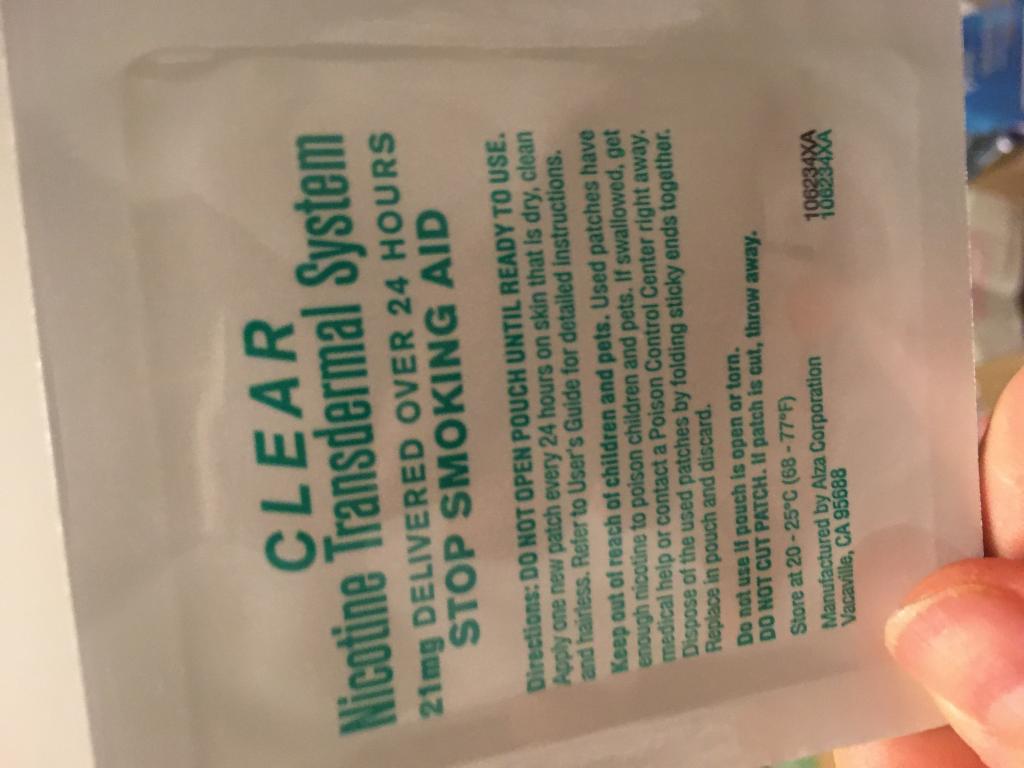 CLEAR
Nicotine Transdermal System
21mg DELIVERED OVER 24 HOURS
STOP SMOKING AID
Directions: DO NOT OPEN POUCH UNTIL READY TO USE.
Apply one new patch every 24 hours on skin that is dry, clean
and hairless. Refer to User's Guide for detailed instructions.
Keep out of reach of children and pets. Used patches have
enough nicotine to poison children and pets. If swallowed, get
medical help or contact a Poison Control Center right away.
Dispose of the used patches by folding sticky ends together.
Replace in pouch and discard.
Do not use if pouch is open or torn.
DO NOT CUT PATCH. If patch is cut, throw away.
Store at 20 - 25°C (68 - 77°F)
Manufactured by Alza Corporation
Vacaville, CA 95688
106234XA
106234XA